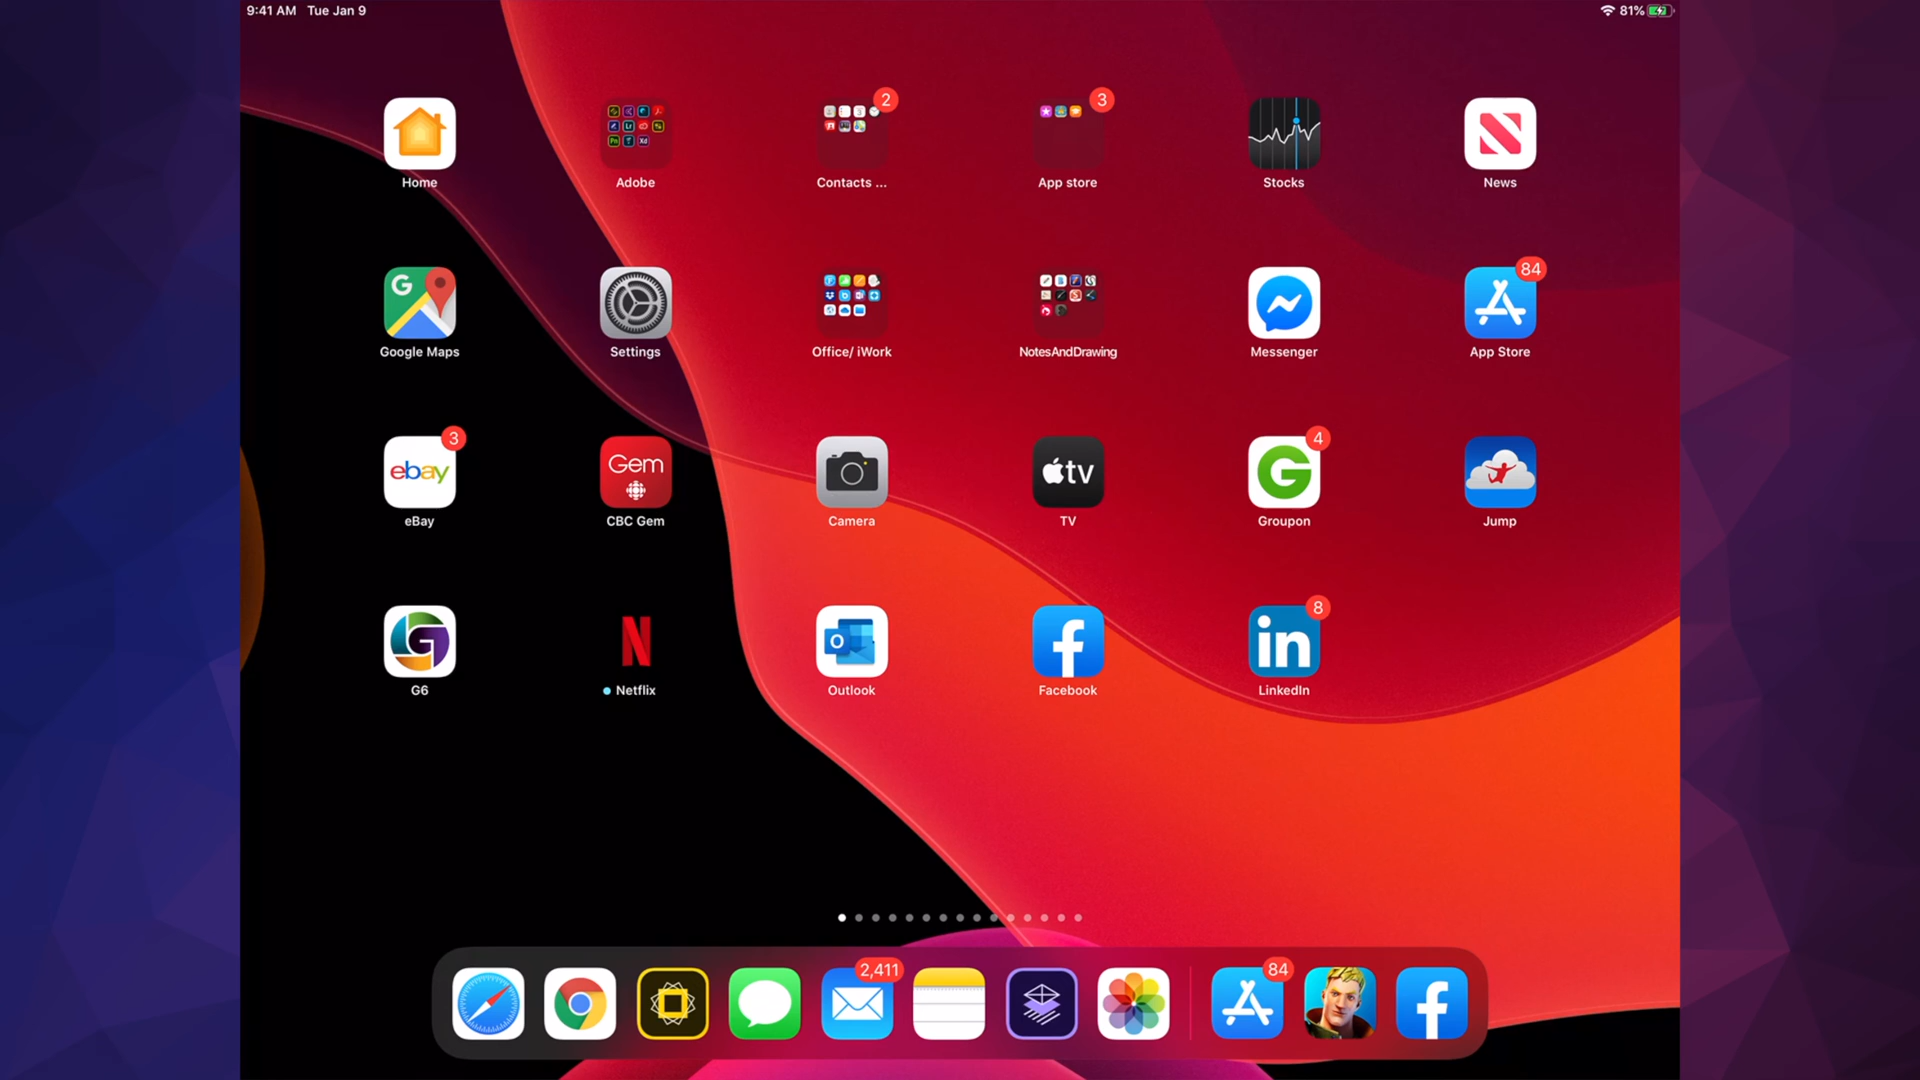 9:41 AM Tue Jan 9
81%
2
3
Home
Adobe
Contacts ...
App store
Stocks
News
G
84
Google Maps
Settings
Office/ iWork
NotesAndDrawing
Messenger
App Store
3
4
ebay
Gem
tv
G
eBay
CBC Gem
Camera
TV
Groupon
Jump
8
G
N
O
f
in
G6
Netflix
Outlook
Facebook
LinkedIn
2,411
84
f